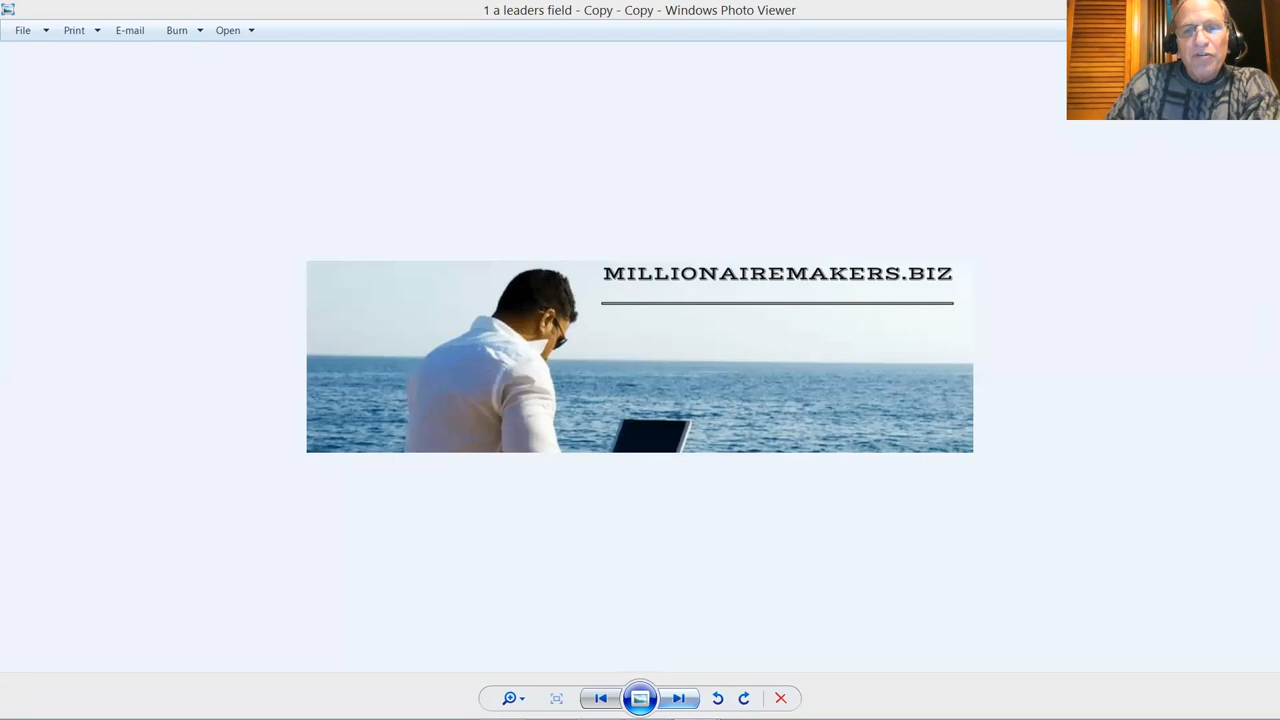 1 a leaders field - Copy - Copy - Windows Photo Viewer
File Print E-mail Burn Open
MILLIONAIREMAKERS.BIZ